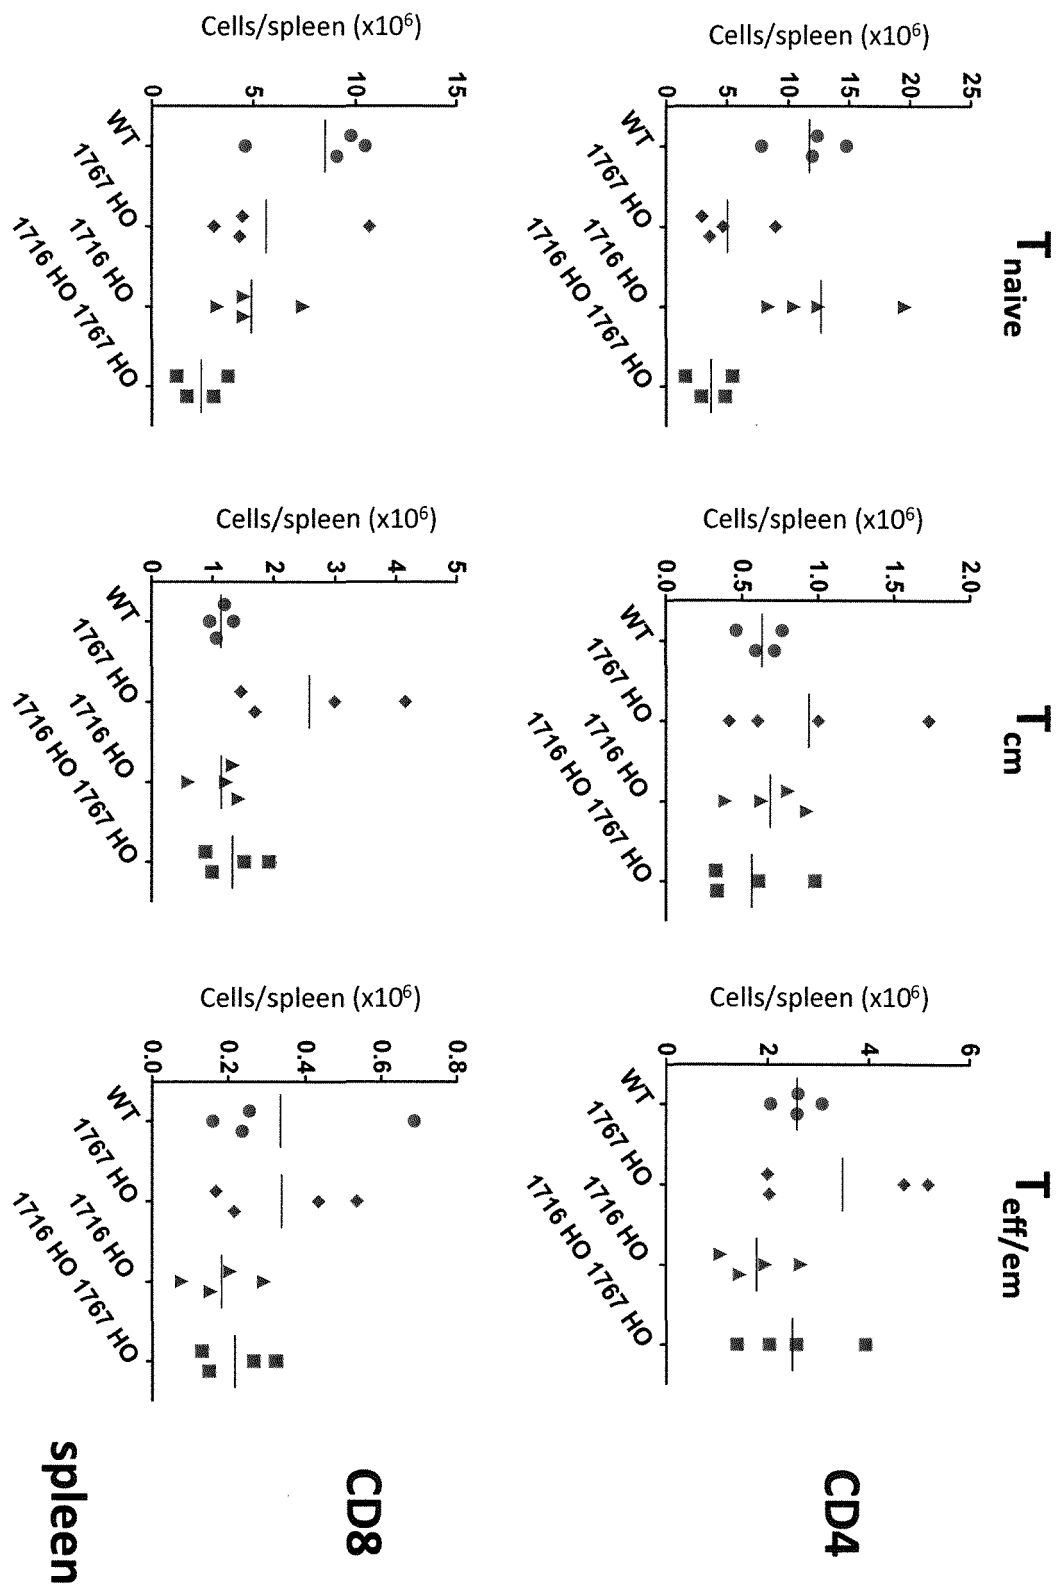 T naive
T cm
T eff/em
CD4
Cells/spleen (x10⁶)
25
20
15
10
5
0
WT
1767 HO
1716 HO
1716 HO 1767 HO
Cells/spleen (x10⁶)
2.0
1.5
1.0
0.5
0.0
WT
1767 HO
1716 HO
1716 HO 1767 HO
Cells/spleen (x10⁶)
6
4
2
0
WT
1767 HO
1716 HO
1716 HO 1767 HO
CD8
Cells/spleen (x10⁶)
15
10
5
0
WT
1767 HO
1716 HO
1716 HO 1767 HO
Cells/spleen (x10⁶)
5
4
3
2
1
0
WT
1767 HO
1716 HO
1716 HO 1767 HO
Cells/spleen (x10⁶)
0.8
0.6
0.4
0.2
0.0
WT
1767 HO
1716 HO
1716 HO 1767 HO
spleen